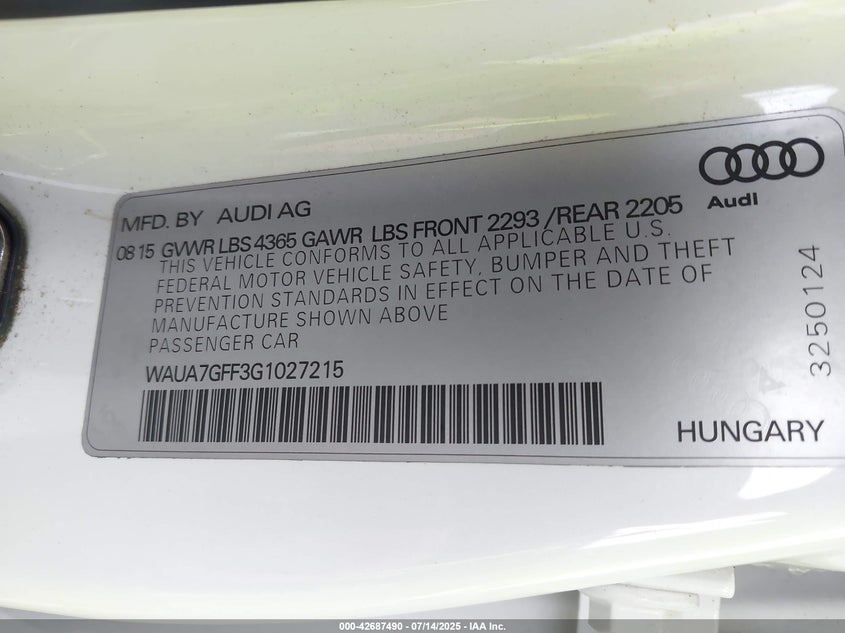 Audi
MFD. BY AUDI AG
08 15 GVWR LBS 4365 GAWR LBS FRONT 2293 /REAR 2205
THIS VEHICLE CONFORMS TO ALL APPLICABLE U.S.
FEDERAL MOTOR VEHICLE SAFETY, BUMPER AND THEFT
PREVENTION STANDARDS IN EFFECT ON THE DATE OF
MANUFACTURE SHOWN ABOVE
PASSENGER CAR
WAUA7GFF3G1027215
HUNGARY
3250124
000-42687490 - 07/14/2025 - IAA Inc.